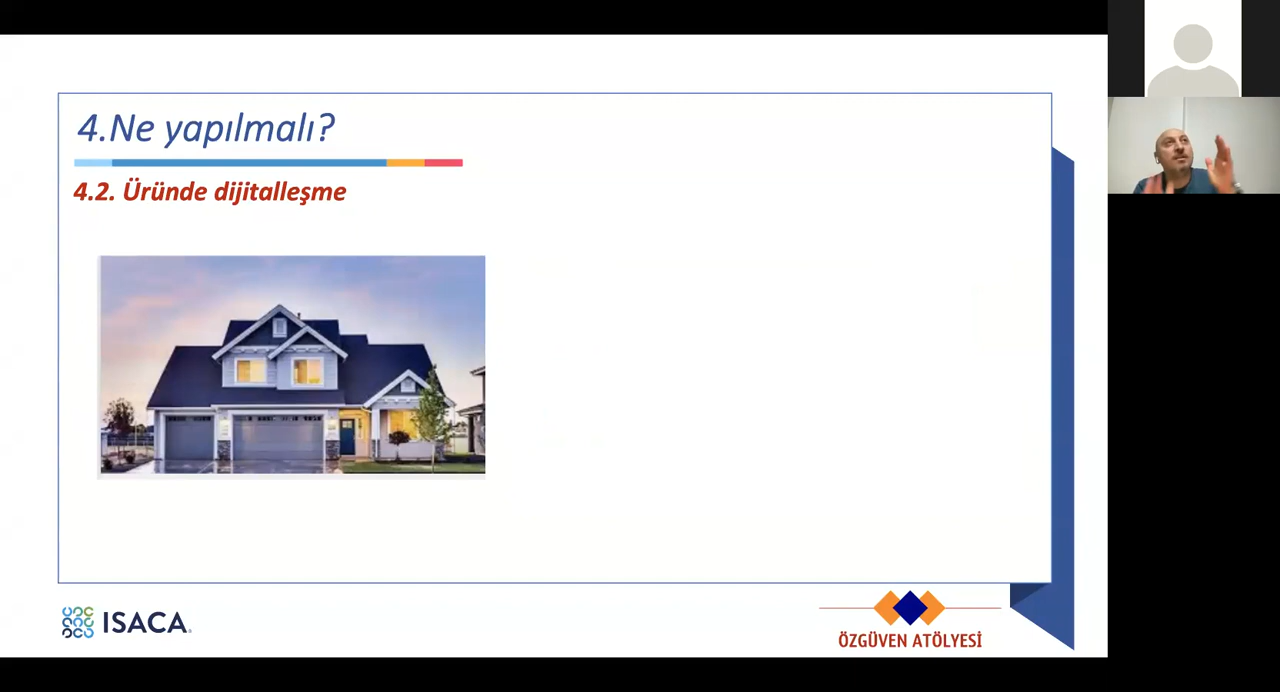 4.Ne yapılmalı?
4.2. Üründe dijitalleşme
ISACA®
ÖZGÜVEN ATÖLYESİ